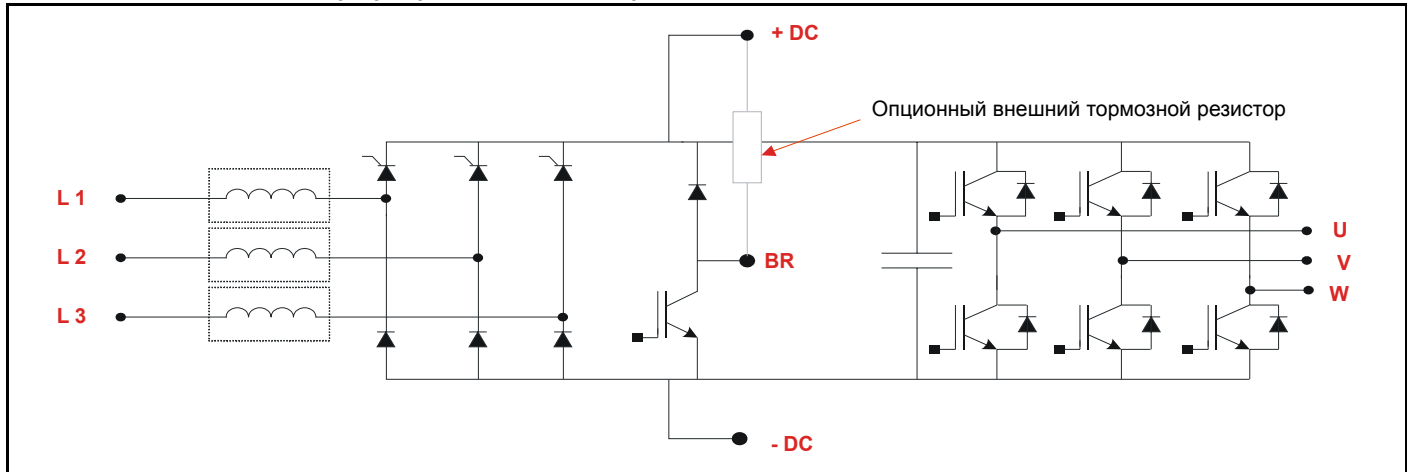 + DC
Опционный внешний тормозной резистор
L 1
L 2
L 3
BR
U
V
W
- DC